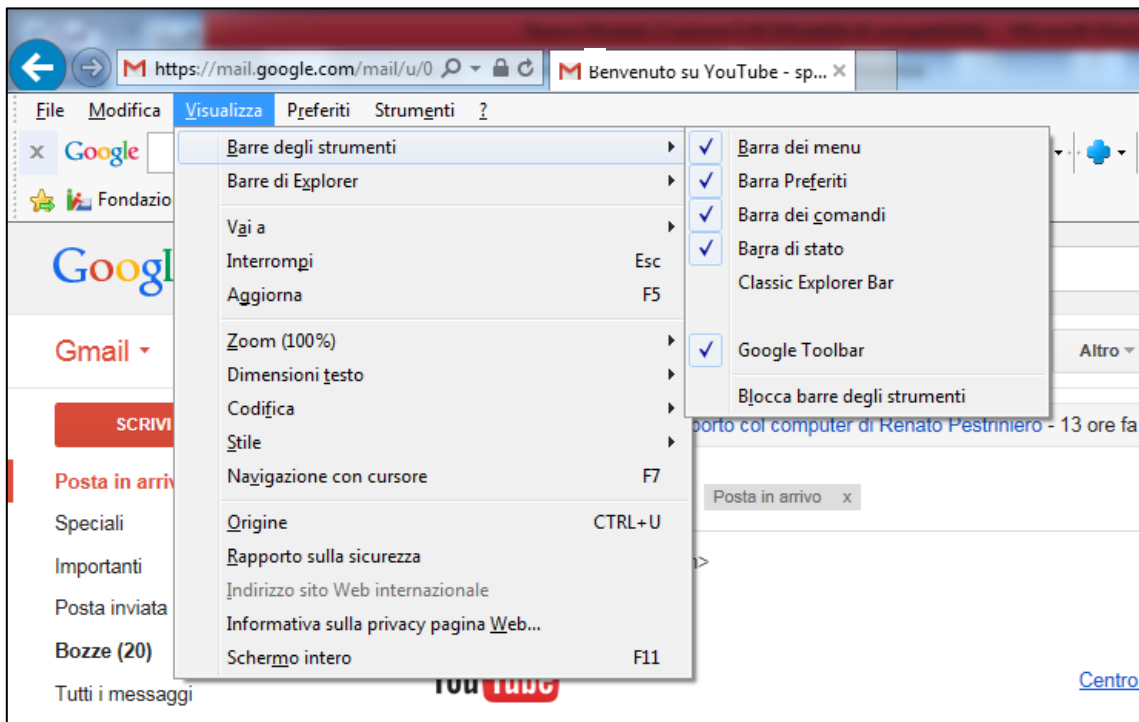 https://mail.google.com/mail/u/0
Benvenuto su YouTube - sp...
File Modifica Visualizza Preferiti Strumenti ?
Google
Fondazio
Barre degli strumenti
Barre di Explorer
Vai a
Interrompi Esc
Aggiorna F5
Zoom (100%)
Dimensioni testo
Codifica
Stile
Navigazione con cursore F7
Origine CTRL+U
Rapporto sulla sicurezza
Indirizzo sito Web internazionale
Informativa sulla privacy pagina Web...
Schermo intero F11
Barra dei menu
Barra Preferiti
Barra dei comandi
Barra di stato
Classic Explorer Bar
Google Toolbar
Blocca barre degli strumenti
Googl
Gmail
Altro
SCRIVI
porto col computer di Renato Pestriniero - 13 ore fa
Posta in arriv
Posta in arrivo x
Speciali
Importanti
Posta inviata
Bozze (20)
Tutti i messaggi
YouTube
Centro